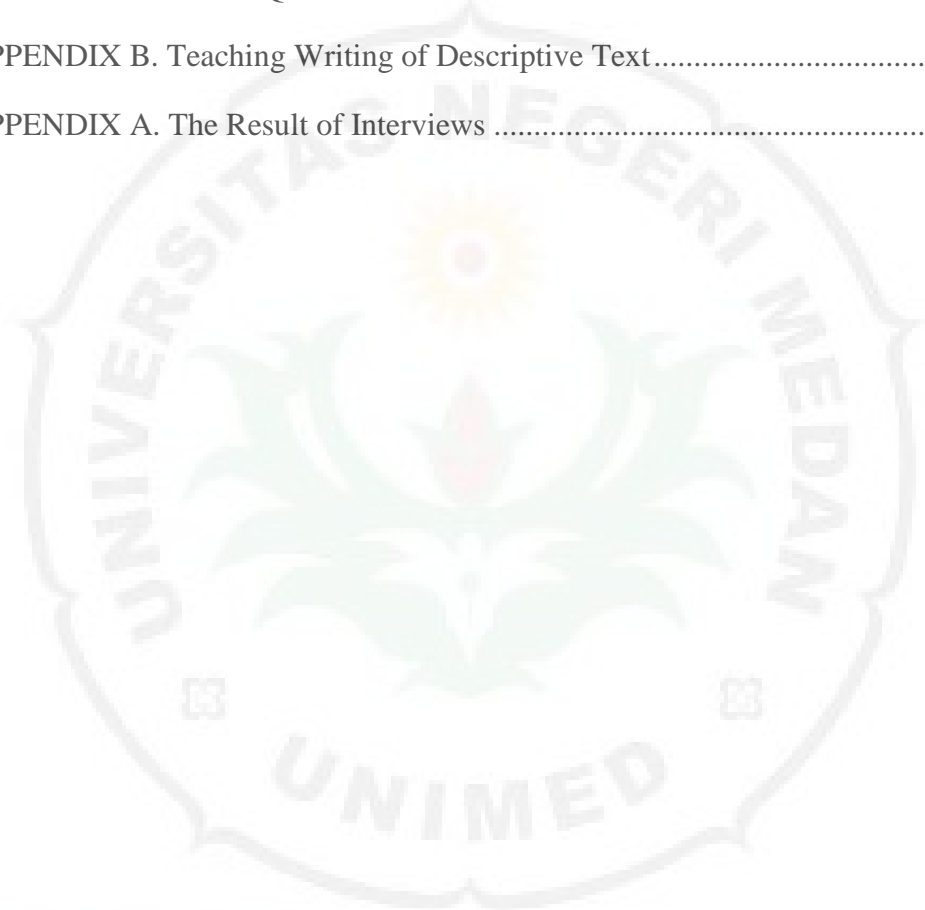 PPENDIX B. Teaching Writing of Descriptive Text.................................
PPENDIX A. The Result of Interviews .....................................................
UNIVERSITAS NEGERI MEDAN
UNIMED